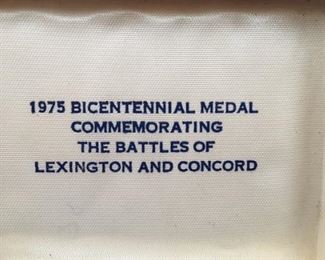 1975 BICENTENNIAL MEDAL
COMMEMORATING
THE BATTLES OF
LEXINGTON AND CONCORD